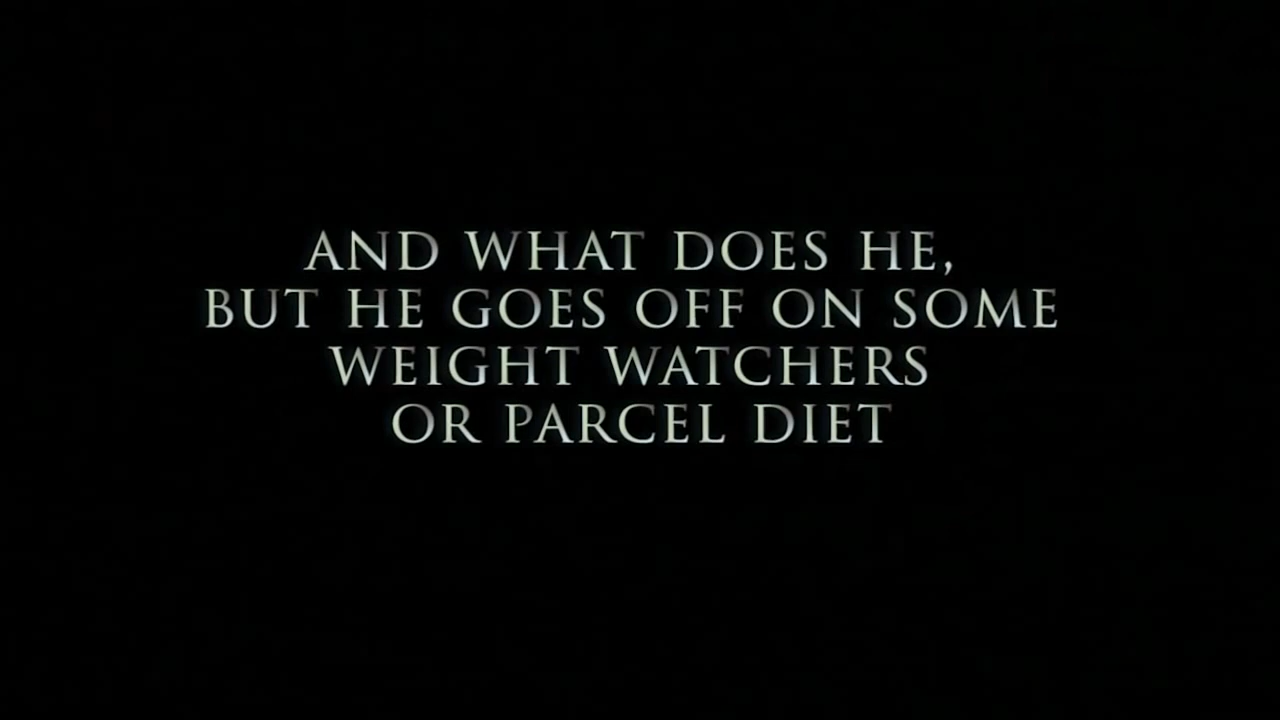 AND WHAT DOES HE,
BUT HE GOES OFF ON SOME
WEIGHT WATCHERS
OR PARCEL DIET